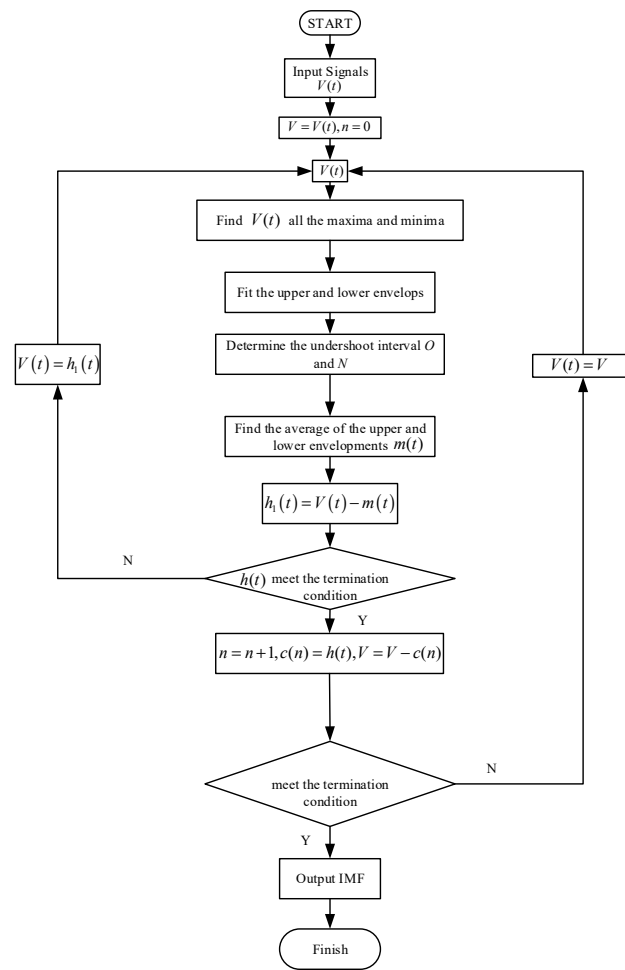 START
Input Signals
V(t)
V = V(t), n = 0
V(t)
Find V(t) all the maxima and minima
Fit the upper and lower envelops
Determine the undershoot interval O
and N
V(t) = h₁(t)
V(t) = V
Find the average of the upper and
lower envelopments m(t)
h₁(t) = V(t) − m(t)
N
h(t) meet the termination
condition
Y
n = n+1, c(n) = h(t), V = V − c(n)
N
meet the termination
condition
Y
Output IMF
Finish